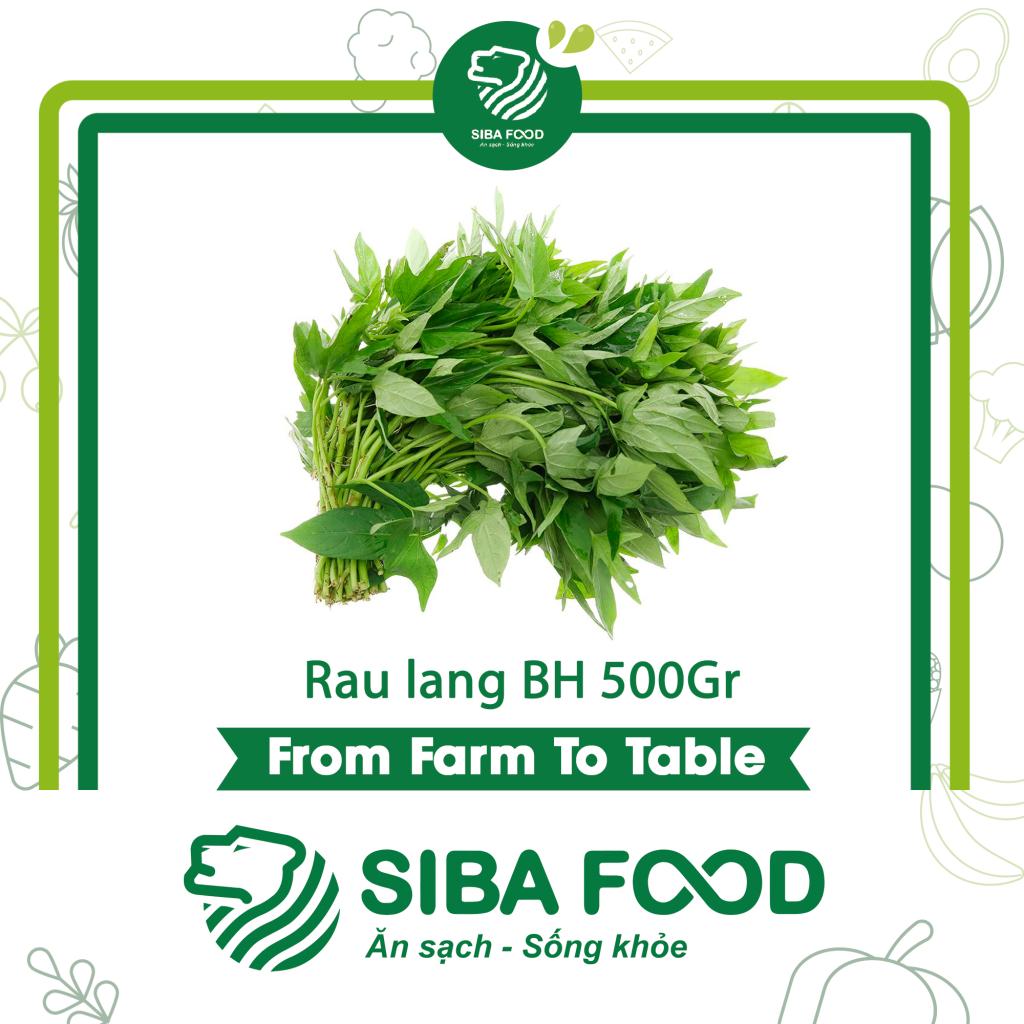 SIBA FOOD
Ăn sạch - Sống khỏe
Rau lang BH 500Gr
From Farm To Table
SIBA FOOD
Ăn sạch - Sống khỏe